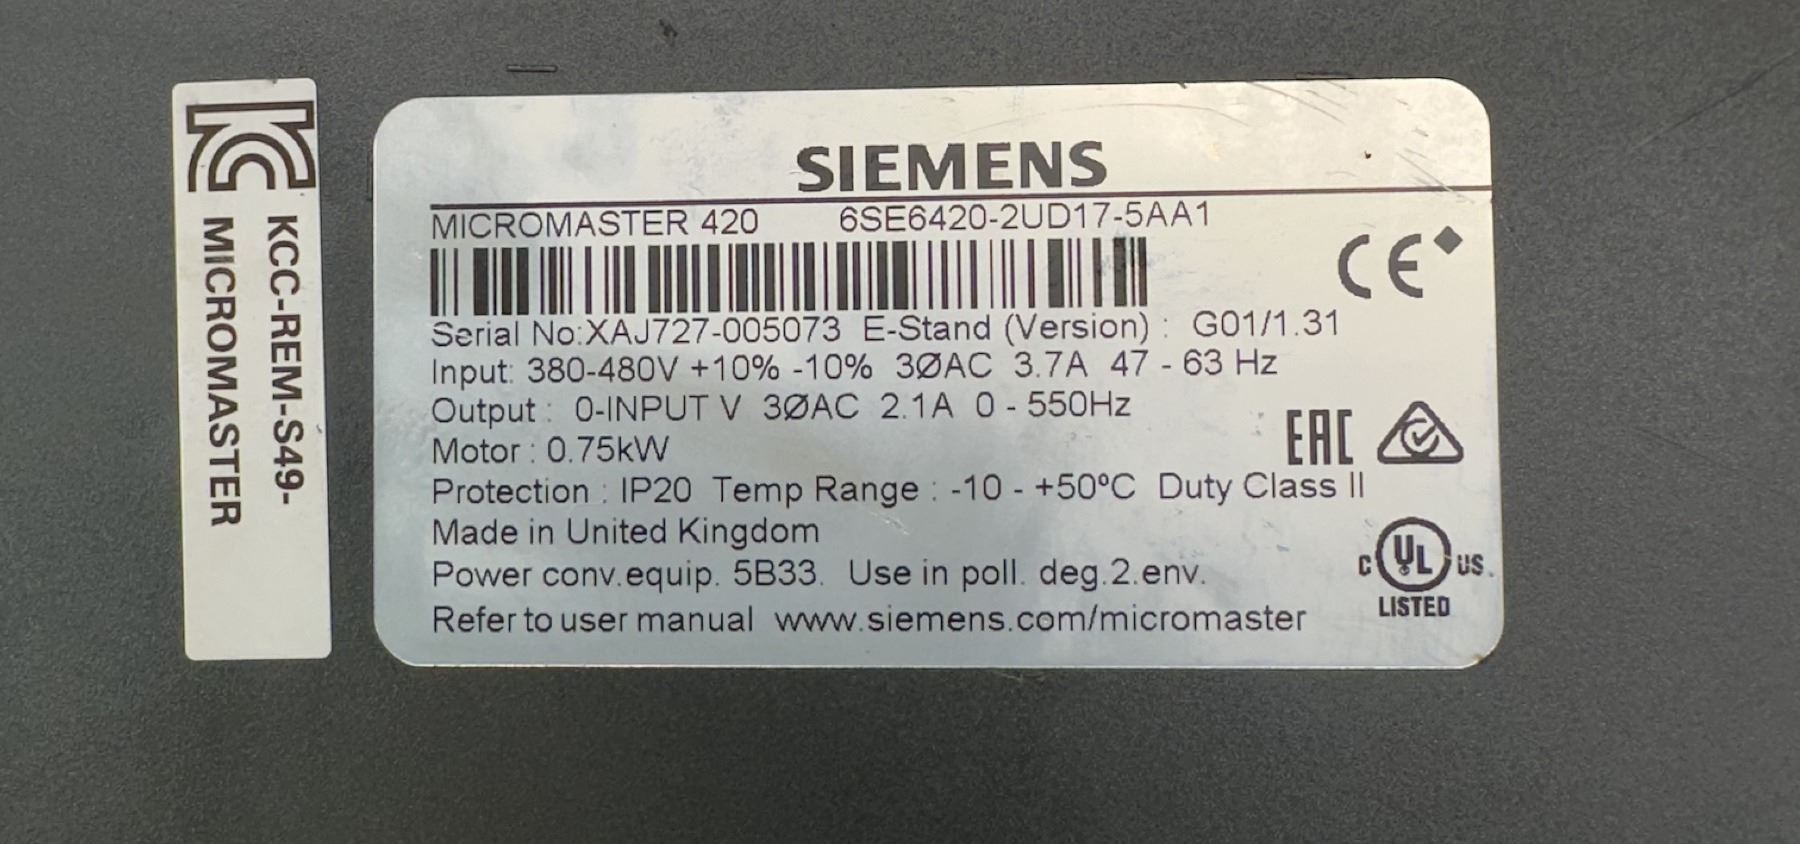 KCC-REM-S49-
MICROMASTER
SIEMENS
MICROMASTER 420 6SE6420-2UD17-5AA1
CE
Serial No:XAJ727-005073 E-Stand (Version) : G01/1.31
Input: 380-480V +10% -10% 3ØAC 3.7A 47 - 63 Hz
Output : 0-INPUT V 3ØAC 2.1A 0 - 550Hz
Motor : 0.75kW
EAC
Protection : IP20 Temp Range : -10 - +50ºC Duty Class II
Made in United Kingdom
Power conv.equip. 5B33. Use in poll. deg.2.env.
C UL US
LISTED
Refer to user manual www.siemens.com/micromaster